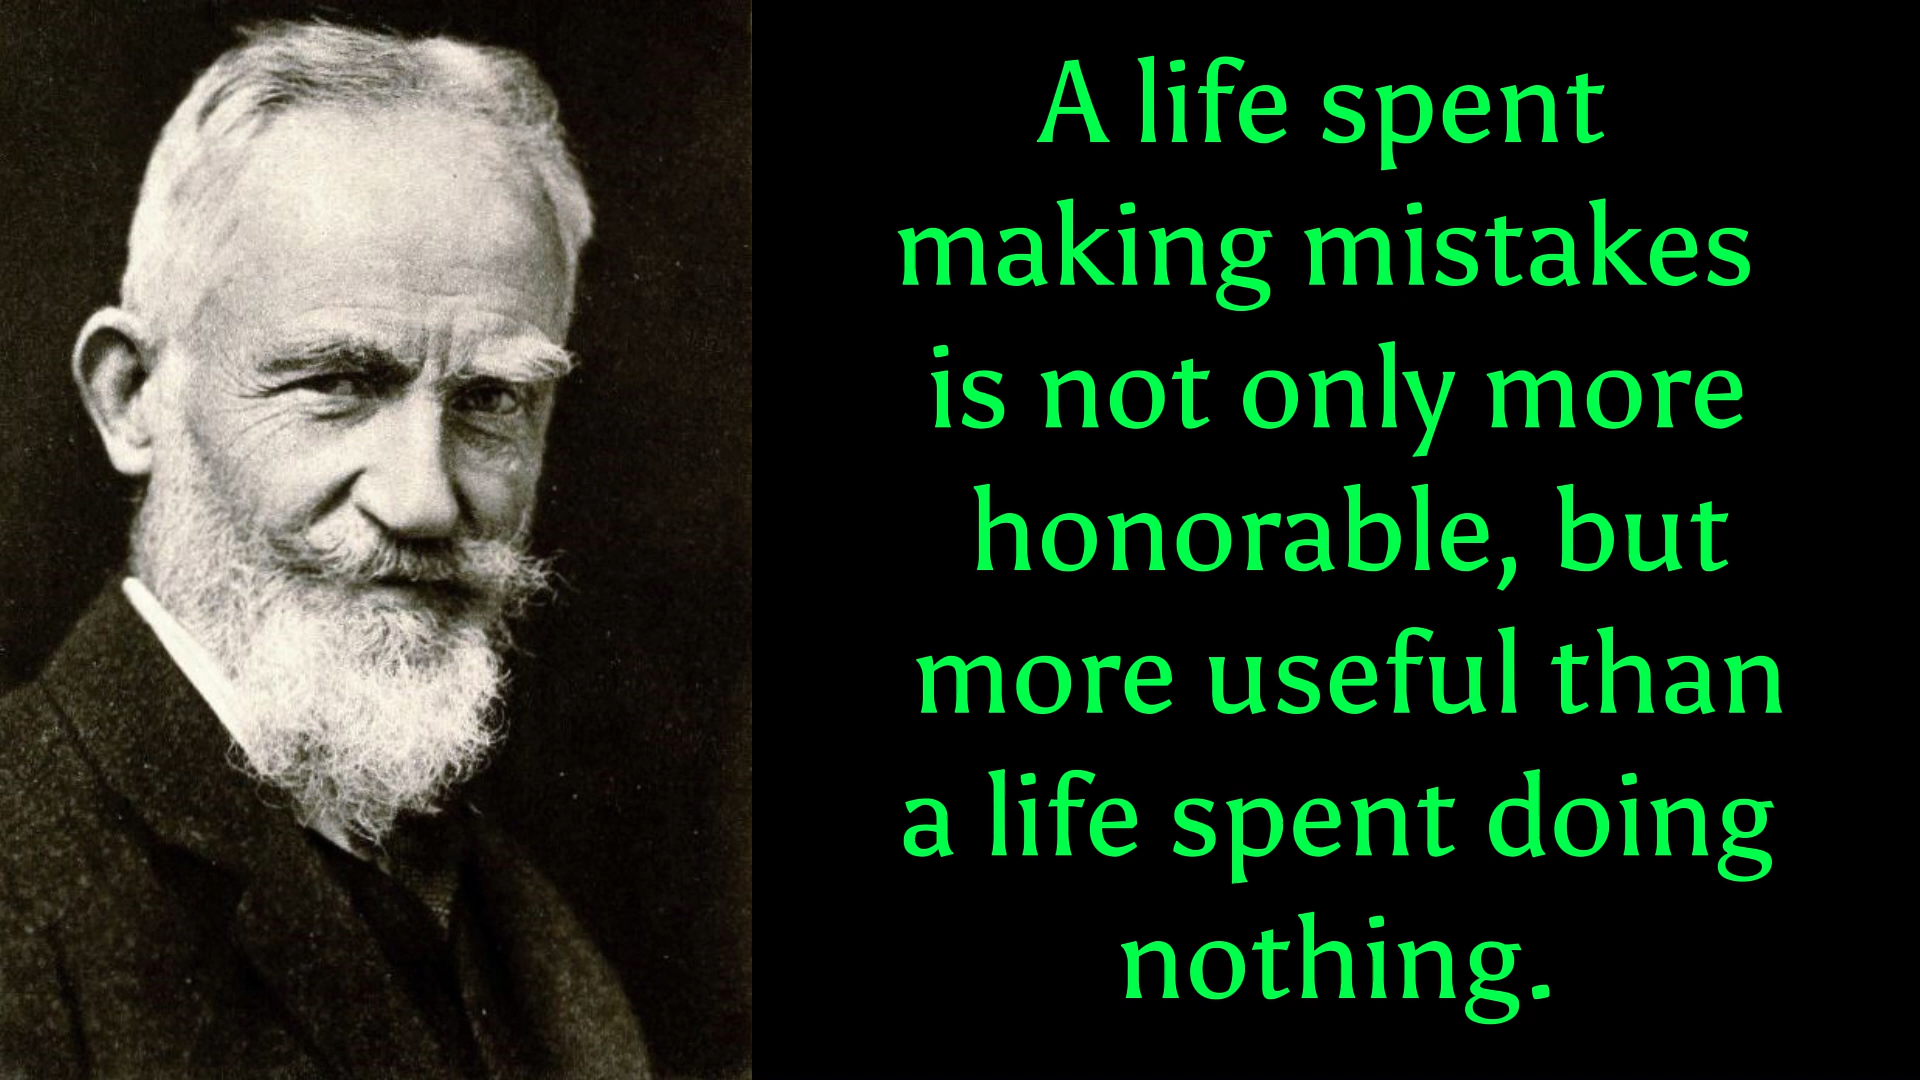 A life spent
making mistakes
is not only more
honorable, but
more useful than
a life spent doing
nothing.